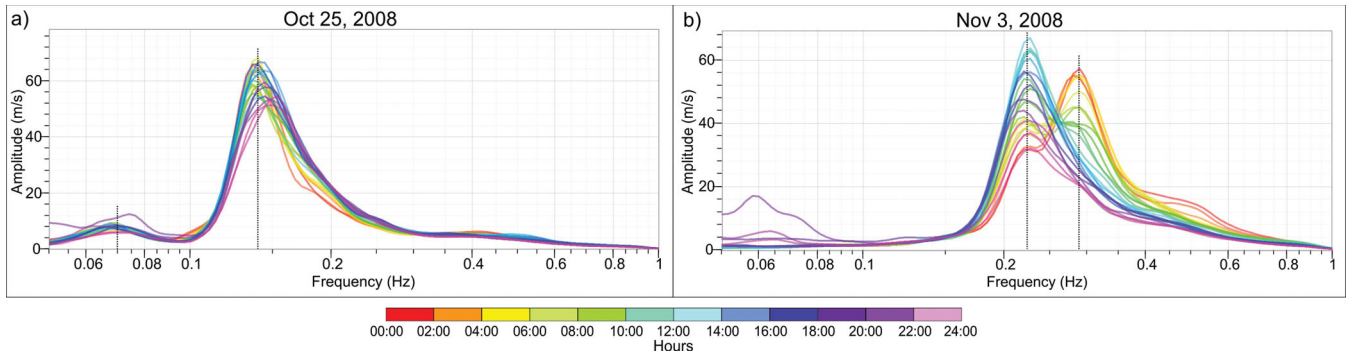 a)
Oct 25, 2008
Amplitude (m/s)
60
40
20
0
0.06 0.08 0.1 0.2 0.4 0.6 0.8 1
Frequency (Hz)
b)
Nov 3, 2008
Amplitude (m/s)
60
40
20
0
0.06 0.08 0.1 0.2 0.4 0.6 0.8 1
Frequency (Hz)
00:00 02:00 04:00 06:00 08:00 10:00 12:00 14:00 16:00 18:00 20:00 22:00 24:00
Hours